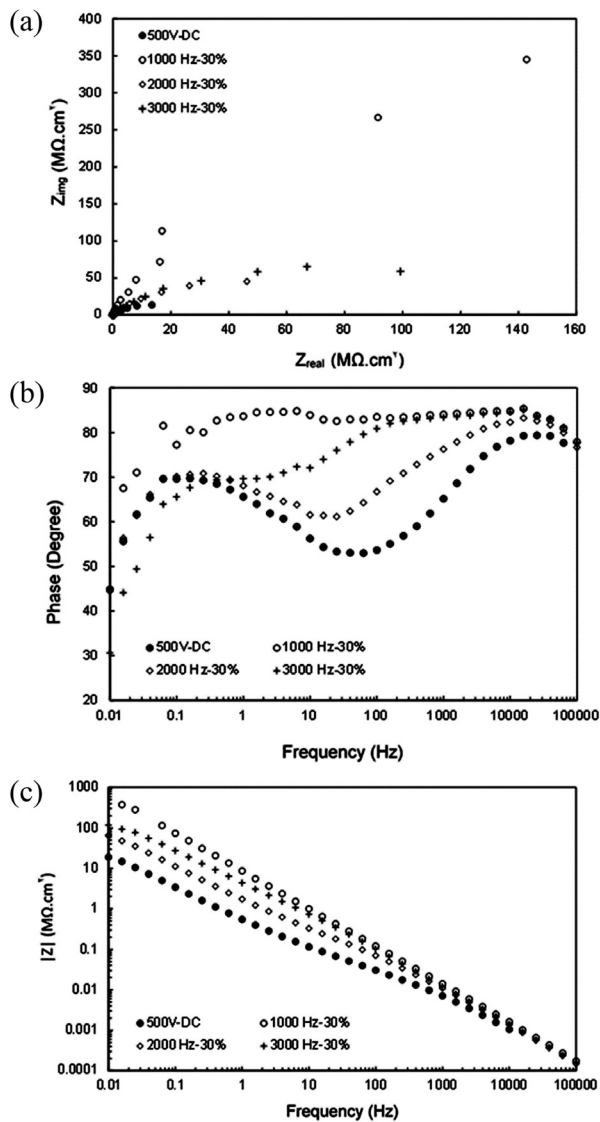 (a)
400
350
300
250
200
150
100
50
0
Zimg (MΩ.cm۲)
500V-DC
1000 Hz-30%
2000 Hz-30%
3000 Hz-30%
0 20 40 60 80 100 120 140 160
Zreal (MΩ.cm۲)
(b)
90
80
70
60
50
40
30
20
Phase (Degree)
500V-DC 1000 Hz-30%
2000 Hz-30% 3000 Hz-30%
0.01 0.1 1 10 100 1000 10000 100000
Frequency (Hz)
(c)
1000
100
10
1
0.1
0.01
0.001
0.0001
|Z| (MΩ.cm۲)
500V-DC 1000 Hz-30%
2000 Hz-30% 3000 Hz-30%
0.01 0.1 1 10 100 1000 10000 100000
Frequency (Hz)